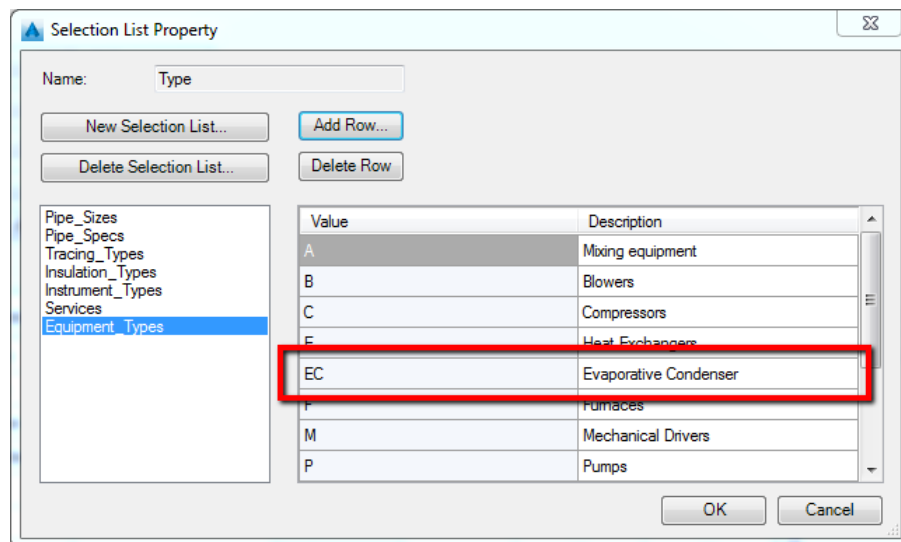 Selection List Property
Name: Type
New Selection List... Add Row...
Delete Selection List... Delete Row
Pipe_Sizes
Pipe_Specs
Tracing_Types
Insulation_Types
Instrument_Types
Services
Equipment_Types
Value Description
A Mixing equipment
B Blowers
C Compressors
E Heat Exchangers
EC Evaporative Condenser
F Furnaces
M Mechanical Drivers
P Pumps
OK Cancel